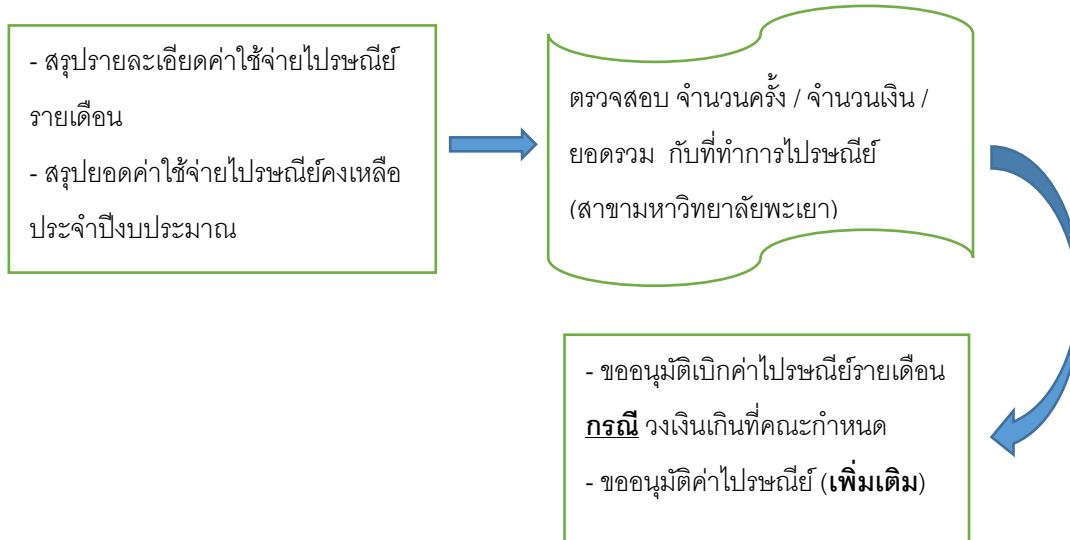 - สรุปรายละเอียดค่าใช้จ่ายไปรษณีย์
รายเดือน
- สรุปยอดค่าใช้จ่ายไปรษณีย์คงเหลือ
ประจำปีงบประมาณ
ตรวจสอบ จำนวนครั้ง / จำนวนเงิน /
ยอดรวม กับที่ทำการไปรษณีย์
(สาขามหาวิทยาลัยพะเยา)
- ขออนุมัติเบิกค่าไปรษณีย์รายเดือน
กรณี วงเงินเกินที่คณะกำหนด
- ขออนุมัติค่าไปรษณีย์ (เพิ่มเติม)